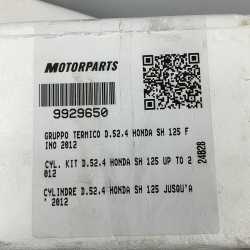 MOTORPARTS
9929650
GRUPPO TERMICO D.52.4 HONDA SH 125 F
INO 2012
CYL. KIT D.52.4 HONDA SH 125 UP TO 2
012
CYLINDRE D.52.4 HONDA SH 125 JUSQU'A
' 2012
24B28